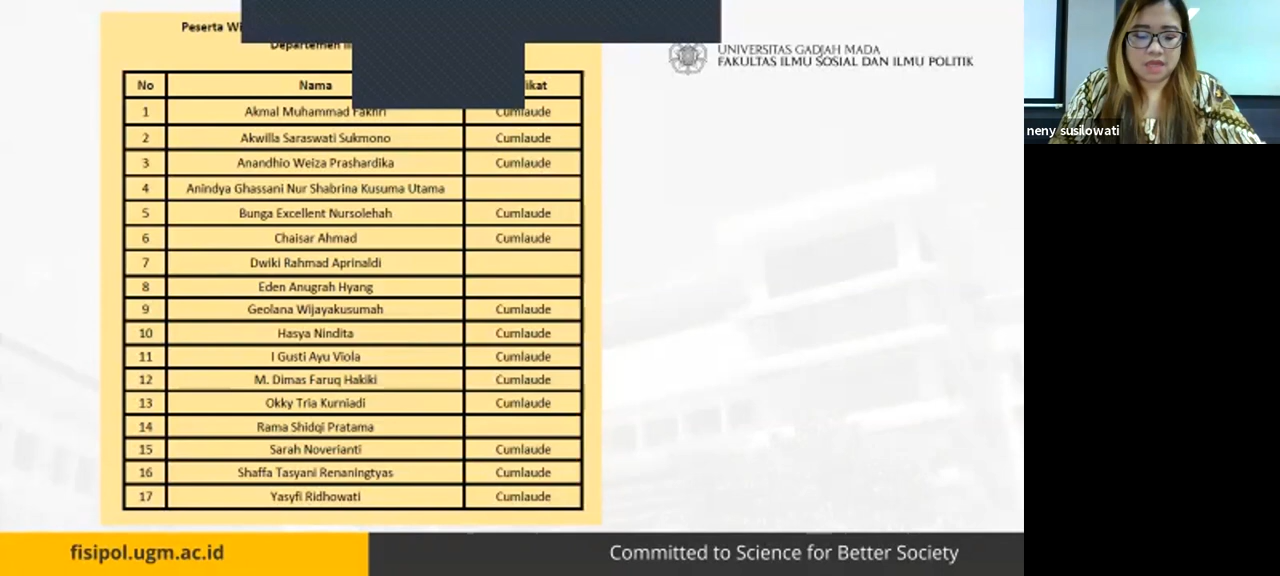 Peserta
Departemen
UNIVERSITAS GADJAH MADA
FAKULTAS ILMU SOSIAL DAN ILMU POLITIK
neny susilowati
No Nama
1 Akmal Muhammad Fakhri Cumlaude
2 Akwilla Saraswati Sukmono Cumlaude
3 Anandhio Weiza Prashardika Cumlaude
4 Anindya Ghassani Nur Shabrina Kusuma Utama
5 Bunga Excellent Nursolehah Cumlaude
6 Chaisar Ahmad Cumlaude
7 Dwiki Rahmad Aprinaldi
8 Eden Anugrah Hyang
9 Geolana Wijayakusumah Cumlaude
10 Hasya Nindita Cumlaude
11 I Gusti Ayu Viola Cumlaude
12 M. Dimas Faruq Hakiki Cumlaude
13 Okky Tria Kurniadi Cumlaude
14 Rama Shidqi Pratama
15 Sarah Noverianti Cumlaude
16 Shaffa Tasyani Renaningtyas Cumlaude
17 Yasyfi Ridhowati Cumlaude
fisipol.ugm.ac.id
Committed to Science for Better Society